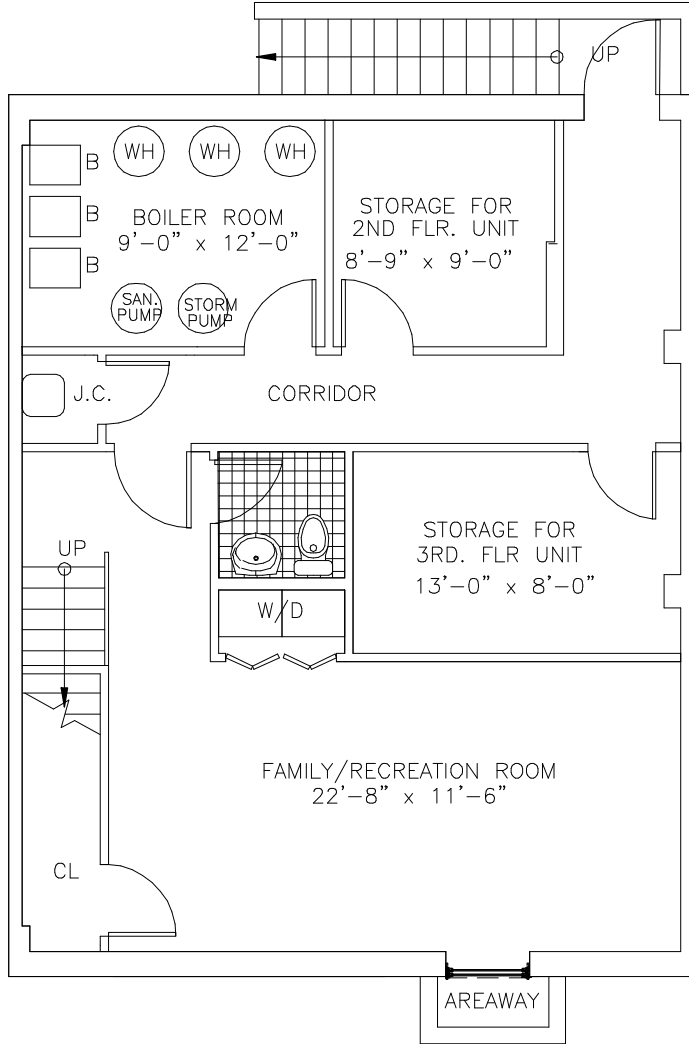 UP
WH WH WH
B
B
B
BOILER ROOM
9'-0" x 12'-0"
STORAGE FOR
2ND FLR. UNIT
8'-9" x 9'-0"
SAN.
PUMP
STORM
PUMP
J.C.
CORRIDOR
UP
STORAGE FOR
3RD. FLR UNIT
13'-0" x 8'-0"
W/D
FAMILY/RECREATION ROOM
22'-8" x 11'-6"
CL
AREAWAY